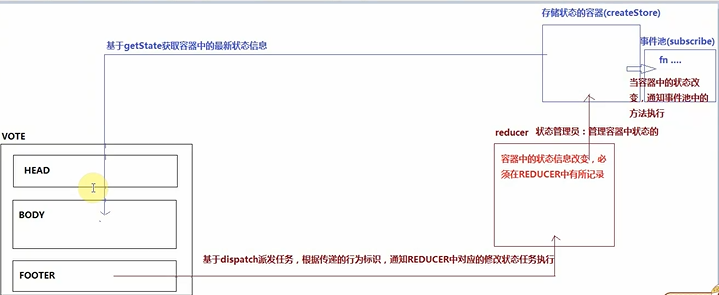 存储状态的容器(createStore)
事件池(subscribe)
基于getState获取容器中的最新状态信息
fn ....
当容器中的状态改
变，通知事件池中的
方法执行
VOTE
reducer 状态管理员：管理容器中状态的
HEAD
容器中的状态信息改变，必
须在REDUCER中有所记录
BODY
基于dispatch派发任务，根据传递的行为标识，通知REDUCER中对应的修改状态任务执行
FOOTER